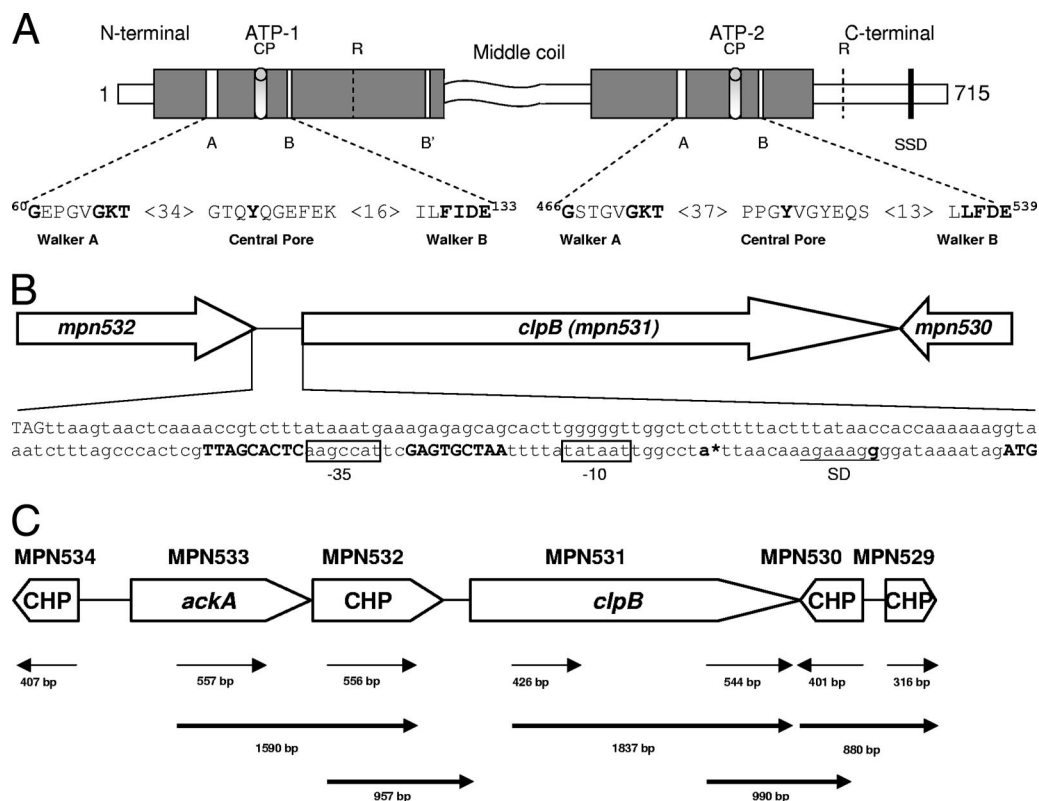 A
N-terminal ATP-1 Middle coil ATP-2 C-terminal
CP R CP R
1 715
A B B' A B SSD
60GEPGVGKT <34> GTQYQGEFEK <16> ILFIDE133 466GSTGVGKT <37> PPGYVGYEQS <13> LLFDE539
Walker A Central Pore Walker B Walker A Central Pore Walker B
B
mpn532 clpB (mpn531) mpn530
TAGttaagtaactcaaaaccgtctttataaatgaaagagagcagcacttgggggttggctctcttttactttataaccaccaaaaaaggta
aatctttagcccactcgTTAGCACTCaagccatttcGAGTGCTAAttttatataatttggccta*ttaacaaagaaagggggataaaatagATG
-35 -10 SD
C
MPN534 MPN533 MPN532 MPN531 MPN530 MPN529
CHP ackA CHP clpB CHP CHP
407 bp 557 bp 556 bp 426 bp 544 bp 401 bp 316 bp
1590 bp 1837 bp 880 bp
957 bp 990 bp